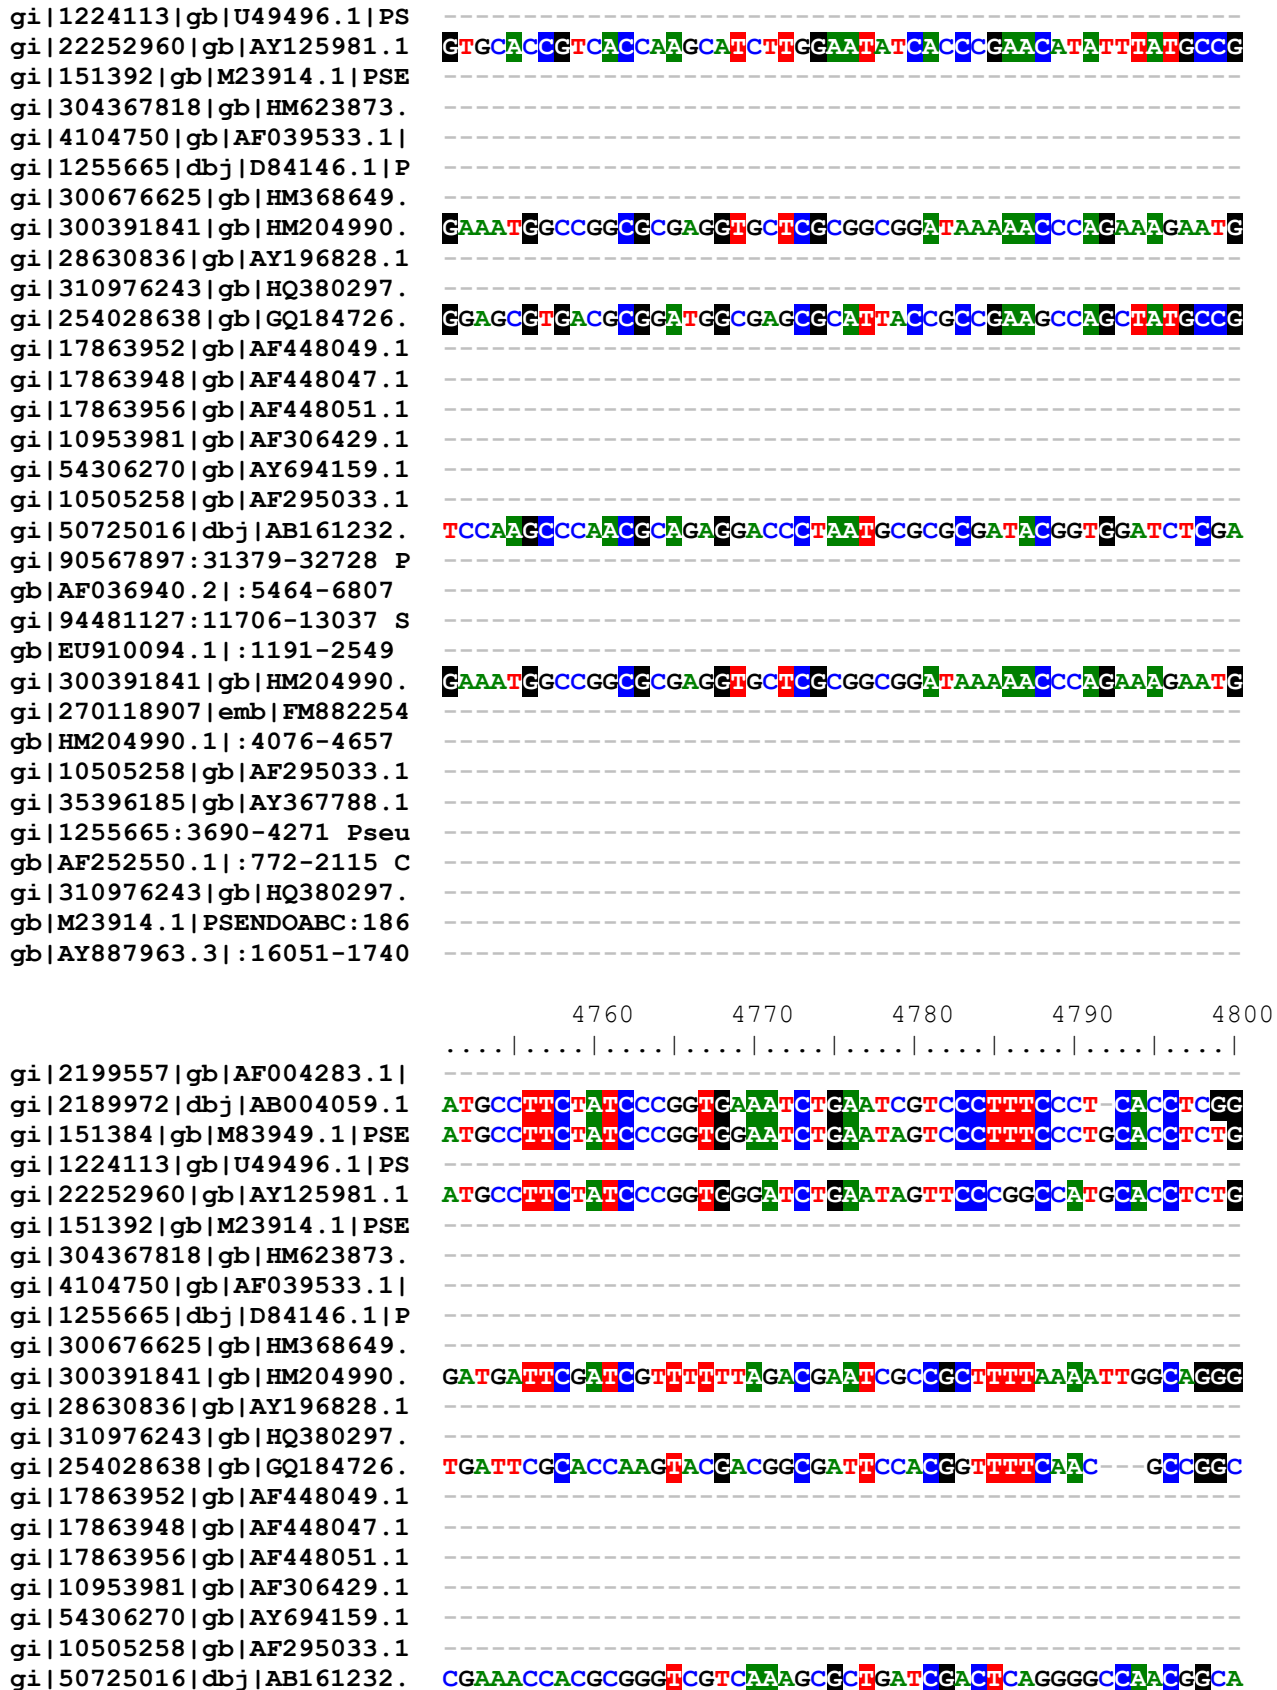 gi|1224113|gb|U49496.1|PS --------------------------------------------------
gi|22252960|gb|AY125981.1 GTGCACCGTCACCAAGCATCTTGGAATATCACCCGAACATATTTATGCCG
gi|151392|gb|M23914.1|PSE --------------------------------------------------
gi|304367818|gb|HM623873. --------------------------------------------------
gi|4104750|gb|AF039533.1| --------------------------------------------------
gi|1255665|dbj|D84146.1|P --------------------------------------------------
gi|300676625|gb|HM368649. --------------------------------------------------
gi|300391841|gb|HM204990. GAAATGGCCGGCGCGAGGTGCTCGCGGCGGATAAAAACCCAGAAAGAATG
gi|28630836|gb|AY196828.1 --------------------------------------------------
gi|310976243|gb|HQ380297. --------------------------------------------------
gi|254028638|gb|GQ184726. GGAGCGTGACGCGGATGGCGAGCGCATTACCGCCGAAGCCAGCTATGCCG
gi|17863952|gb|AF448049.1 --------------------------------------------------
gi|17863948|gb|AF448047.1 --------------------------------------------------
gi|17863956|gb|AF448051.1 --------------------------------------------------
gi|10953981|gb|AF306429.1 --------------------------------------------------
gi|54306270|gb|AY694159.1 --------------------------------------------------
gi|10505258|gb|AF295033.1 --------------------------------------------------
gi|50725016|dbj|AB161232. TCCAAGCCCAACGCAGAGGACCCTAATGCGCGCGATACGGTGGATCTCGA
gi|90567897:31379-32728 P --------------------------------------------------
gb|AF036940.2|:5464-6807 --------------------------------------------------
gi|94481127:11706-13037 S --------------------------------------------------
gb|EU910094.1|:1191-2549 --------------------------------------------------
gi|300391841|gb|HM204990. GAAATGGCCGGCGCGAGGTGCTCGCGGCGGATAAAAACCCAGAAAGAATG
gi|270118907|emb|FM882254 --------------------------------------------------
gb|HM204990.1|:4076-4657 --------------------------------------------------
gi|10505258|gb|AF295033.1 --------------------------------------------------
gi|35396185|gb|AY367788.1 --------------------------------------------------
gi|1255665:3690-4271 Pseu --------------------------------------------------
gb|AF252550.1|:772-2115 C --------------------------------------------------
gi|310976243|gb|HQ380297. --------------------------------------------------
gb|M23914.1|PSENDOABC:186 --------------------------------------------------
gb|AY887963.3|:16051-1740 --------------------------------------------------
4760 4770 4780 4790 4800
....|....|....|....|....|....|....|....|....|....|
gi|2199557|gb|AF004283.1| --------------------------------------------------
gi|2189972|dbj|AB004059.1 ATGCCTTCTATCCCGGTGAAATCTGAATCGTCCCTTTCCCT-CACCTCGG
gi|151384|gb|M83949.1|PSE ATGCCTTCTATCCCGGTGGAATCTGAATAGTCCCTTTCCCTGCACCTCTG
gi|1224113|gb|U49496.1|PS --------------------------------------------------
gi|22252960|gb|AY125981.1 ATGCCTTCTATCCCGGTGGGATCTGAATAGTTCCCGGCCATGCACCTCTG
gi|151392|gb|M23914.1|PSE --------------------------------------------------
gi|304367818|gb|HM623873. --------------------------------------------------
gi|4104750|gb|AF039533.1| --------------------------------------------------
gi|1255665|dbj|D84146.1|P --------------------------------------------------
gi|300676625|gb|HM368649. --------------------------------------------------
gi|300391841|gb|HM204990. GATGATTCGATCGTTTTTTAGACGAATCGCCGCTTTTAAAATTGGCAGGG
gi|28630836|gb|AY196828.1 --------------------------------------------------
gi|310976243|gb|HQ380297. --------------------------------------------------
gi|254028638|gb|GQ184726. TGATTCGCACCAAGTACGACGGCGATTCCACGGTTTTCAAC---GCCGGC
gi|17863952|gb|AF448049.1 --------------------------------------------------
gi|17863948|gb|AF448047.1 --------------------------------------------------
gi|17863956|gb|AF448051.1 --------------------------------------------------
gi|10953981|gb|AF306429.1 --------------------------------------------------
gi|54306270|gb|AY694159.1 --------------------------------------------------
gi|10505258|gb|AF295033.1 --------------------------------------------------
gi|50725016|dbj|AB161232. CGAAACCACGCGGGTCGTCAAAGCGCTGATCGACTCAGGGGCCAACGGCA